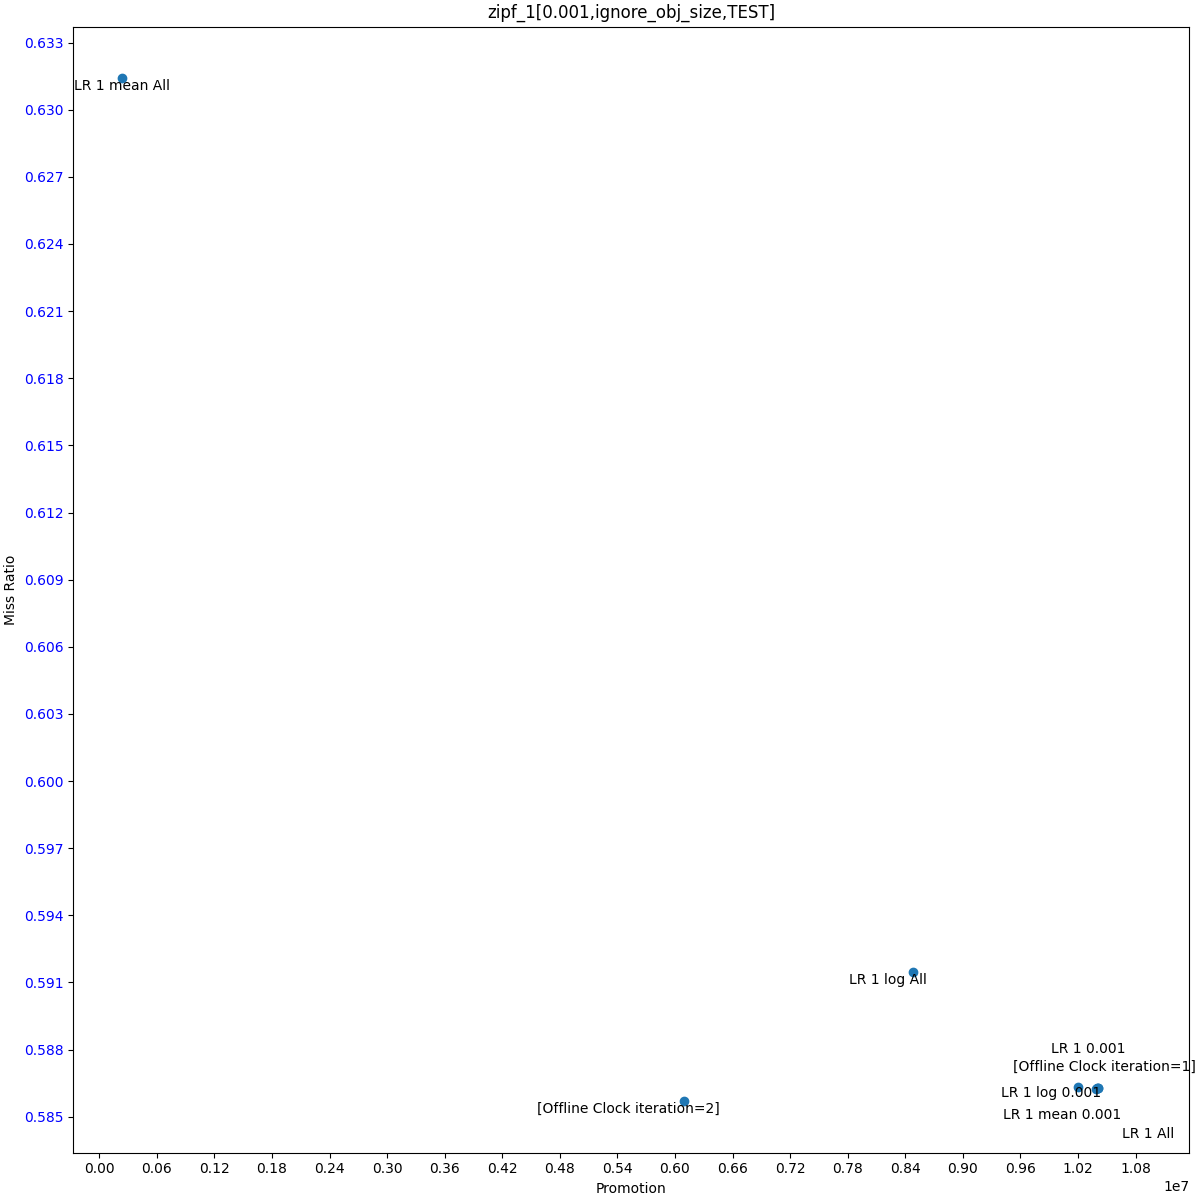 zipf_1[0.001,ignore_obj_size,TEST]
0.633
LR 1 mean All
0.630
0.627
0.624
0.621
0.618
0.615
0.612
0.609
0.606
0.603
0.600
0.597
0.594
0.591
0.588
0.585
Miss Ratio
LR 1 log All
LR 1 0.001
[Offline Clock iteration=1]
LR 1 log 0.001
[Offline Clock iteration=2]
LR 1 mean 0.001
LR 1 All
0.00 0.06 0.12 0.18 0.24 0.30 0.36 0.42 0.48 0.54 0.60 0.66 0.72 0.78 0.84 0.90 0.96 1.02 1.08
1e7
Promotion